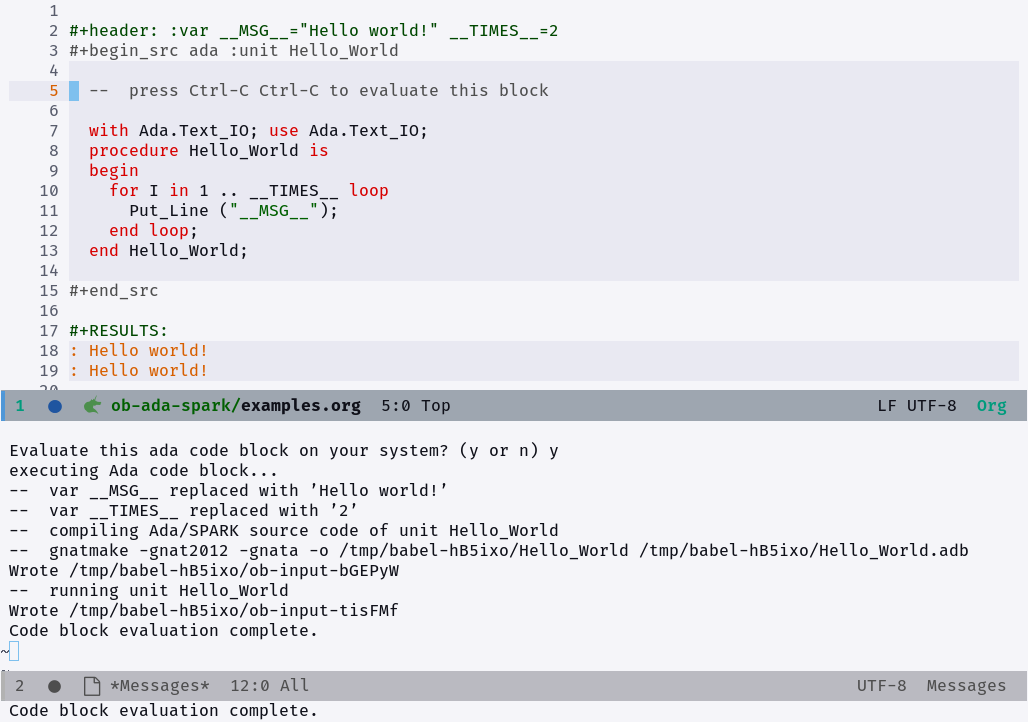 1
2 #+header: :var __MSG__="Hello world!" __TIMES__=2
3 #+begin_src ada :unit Hello_World
4
5 -- press Ctrl-C Ctrl-C to evaluate this block
6
7 with Ada.Text_IO; use Ada.Text_IO;
8 procedure Hello_World is
9 begin
10 for I in 1 .. __TIMES__ loop
11 Put_Line ("__MSG__");
12 end loop;
13 end Hello_World;
14
15 #+end_src
16
17 #+RESULTS:
18 : Hello world!
19 : Hello world!
20
1 ob-ada-spark/examples.org 5:0 Top LF UTF-8 Org
Evaluate this ada code block on your system? (y or n) y
executing Ada code block...
-- var __MSG__ replaced with ’Hello world!’
-- var __TIMES__ replaced with ’2’
-- compiling Ada/SPARK source code of unit Hello_World
-- gnatmake -gnat2012 -gnata -o /tmp/babel-hB5ixo/Hello_World /tmp/babel-hB5ixo/Hello_World.adb
Wrote /tmp/babel-hB5ixo/ob-input-bGEPyW
-- running unit Hello_World
Wrote /tmp/babel-hB5ixo/ob-input-tisFMf
Code block evaluation complete.
~
2 *Messages* 12:0 All UTF-8 Messages
Code block evaluation complete.